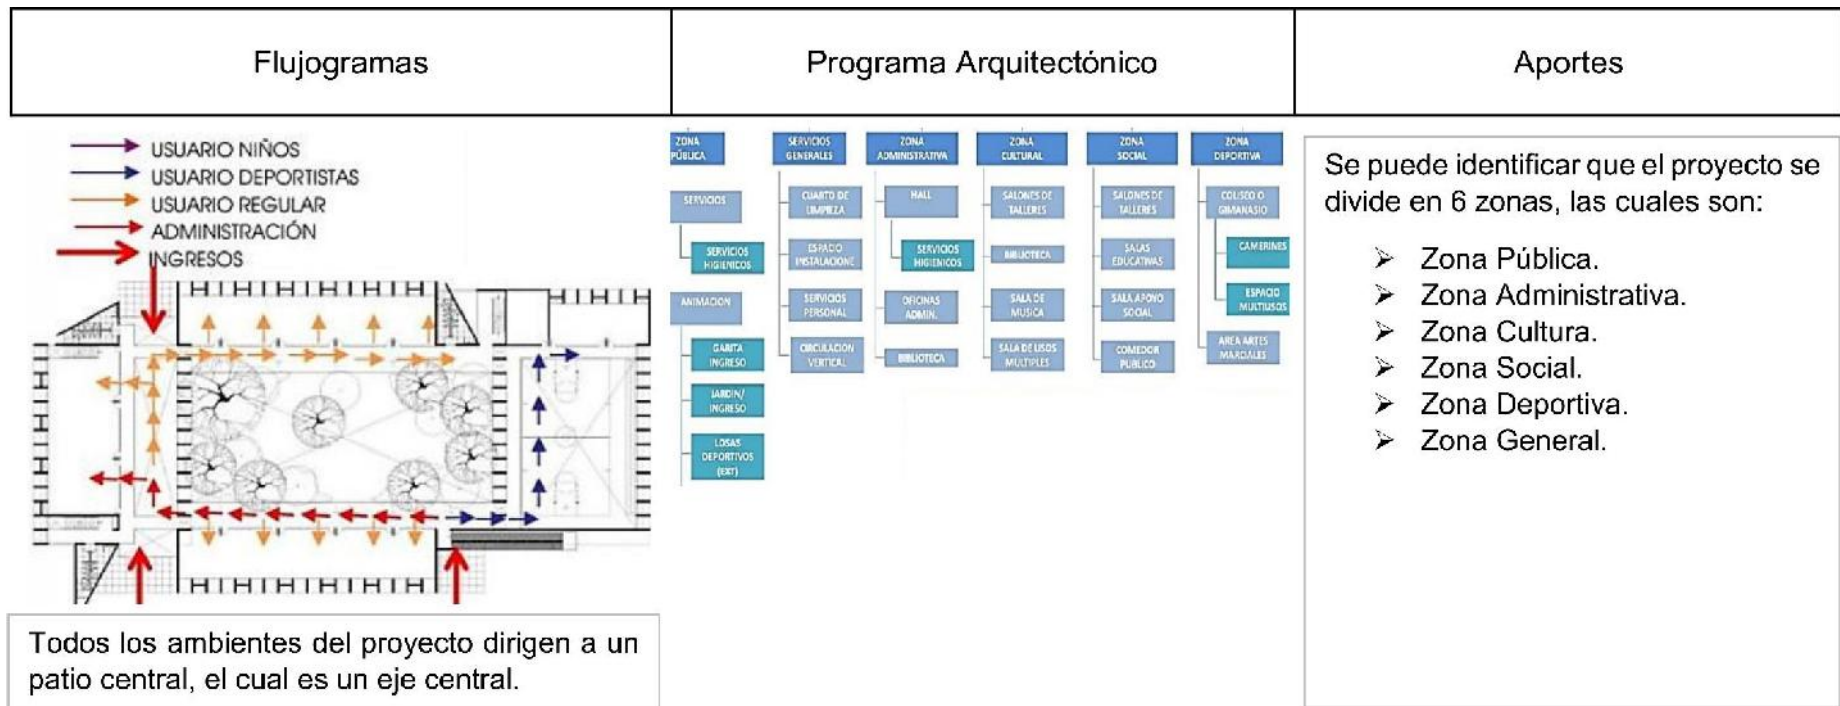 Flujogramas
Programa Arquitectónico
Aportes
USUARIO NIÑOS
USUARIO DEPORTISTAS
USUARIO REGULAR
ADMINISTRACIÓN
INGRESOS
Todos los ambientes del proyecto dirigen a un
patio central, el cual es un eje central.
ZONA
PÚBLICA
SERVICIOS
SERVICIOS
HIGIENICOS
ANIMACION
GARITA
INGRESO
JARDIN/
INGRESO
LOSAS
DEPORTIVOS
(EXT)
SERVICIOS
GENERALES
CUARTO DE
LIMPIEZA
ESPACIO
INSTALACIONE
SERVICIOS
PERSONAL
CIRCULACION
VERTICAL
ZONA
ADMINISTRATIVA
HALL
SERVICIOS
HIGIENICOS
OFICINAS
ADMIN.
BIBLIOTECA
ZONA
CULTURAL
SALONES DE
TALLERES
BIBLIOTECA
SALA DE
MUSICA
SALA DE USOS
MULTIPLES
ZONA
SOCIAL
SALONES DE
TALLERES
SALAS
EDUCATIVAS
SALA APOYO
SOCIAL
COMEDOR
PUBLICO
ZONA
DEPORTIVA
COLISEO O
GIMANASIO
CAMERINES
ESPACIO
MULTIUSOS
AREA ARTES
MARCIALES
Se puede identificar que el proyecto se
divide en 6 zonas, las cuales son:
➢ Zona Pública.
➢ Zona Administrativa.
➢ Zona Cultura.
➢ Zona Social.
➢ Zona Deportiva.
➢ Zona General.